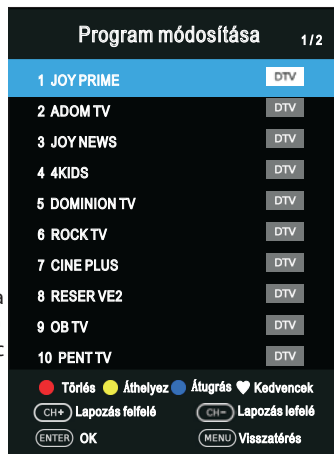 Program módosítása 1/2
1 JOY PRIME DTV
2 ADOM TV DTV
3 JOY NEWS DTV
4 4KIDS DTV
5 DOMINION TV DTV
6 ROCK TV DTV
7 CINE PLUS DTV
8 RESER VE2 DTV
9 OB TV DTV
10 PENT TV DTV
Törlés Áthelyez Átugrás Kedvencek
CH+ Lapozás felfelé CH- Lapozás lefelé
ENTER OK MENU Visszatérés